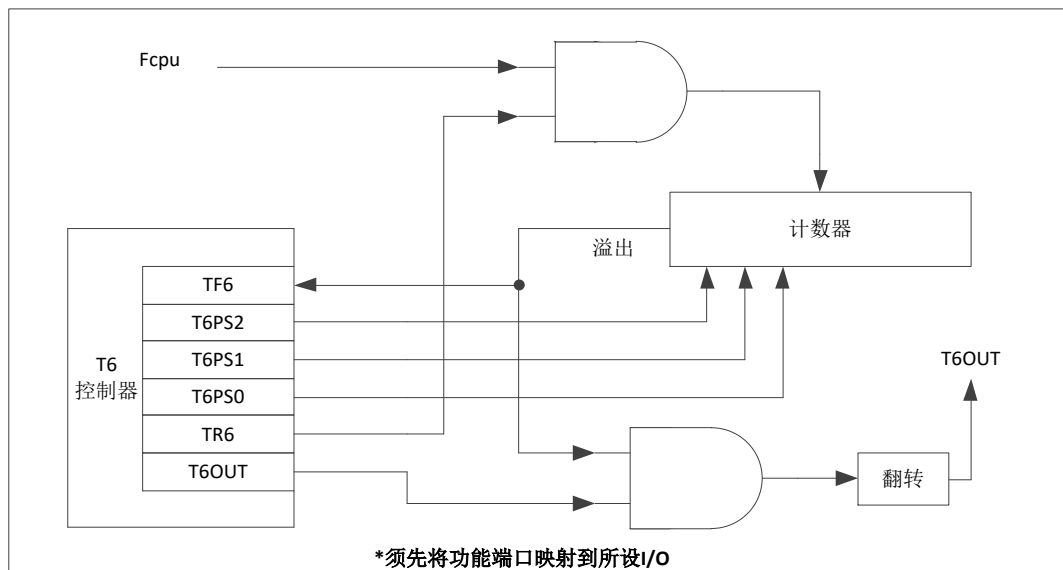 Fcpu
计数器
溢出
TF6
T6PS2
T6PS1
T6PS0
TR6
T6OUT
T6
控制器
T6OUT
翻转
*须先将功能端口映射到所设I/O